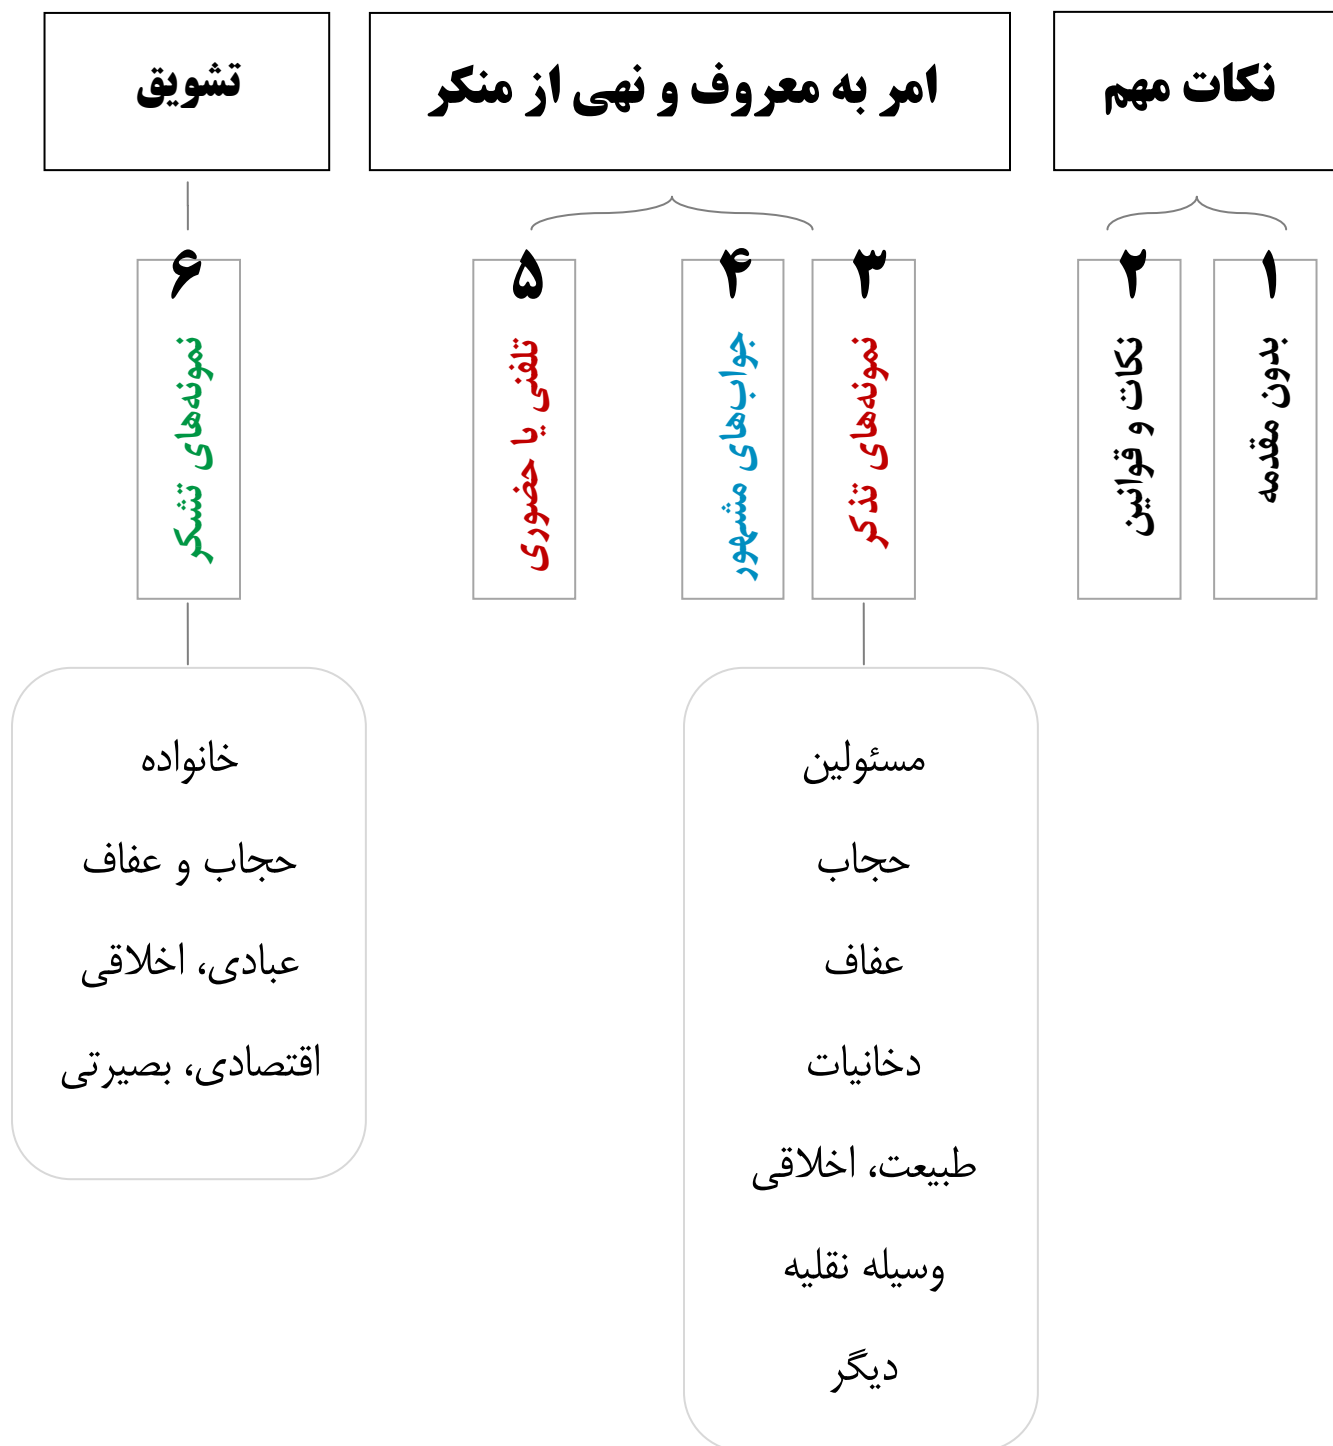 نکات مهم
امر به معروف و نهی از منکر
تشویق
۱
بدون مقدمه
۲
نکات و قوانین
۳
نمونه‌های تذکر
۴
جواب‌های مشهور
۵
تلفنی یا حضوری
۶
نمونه‌های تشکر
مسئولین
حجاب
عفاف
دخانیات
طبیعت، اخلاقی
وسیله نقلیه
دیگر
خانواده
حجاب و عفاف
عبادی، اخلاقی
اقتصادی، بصیرتی